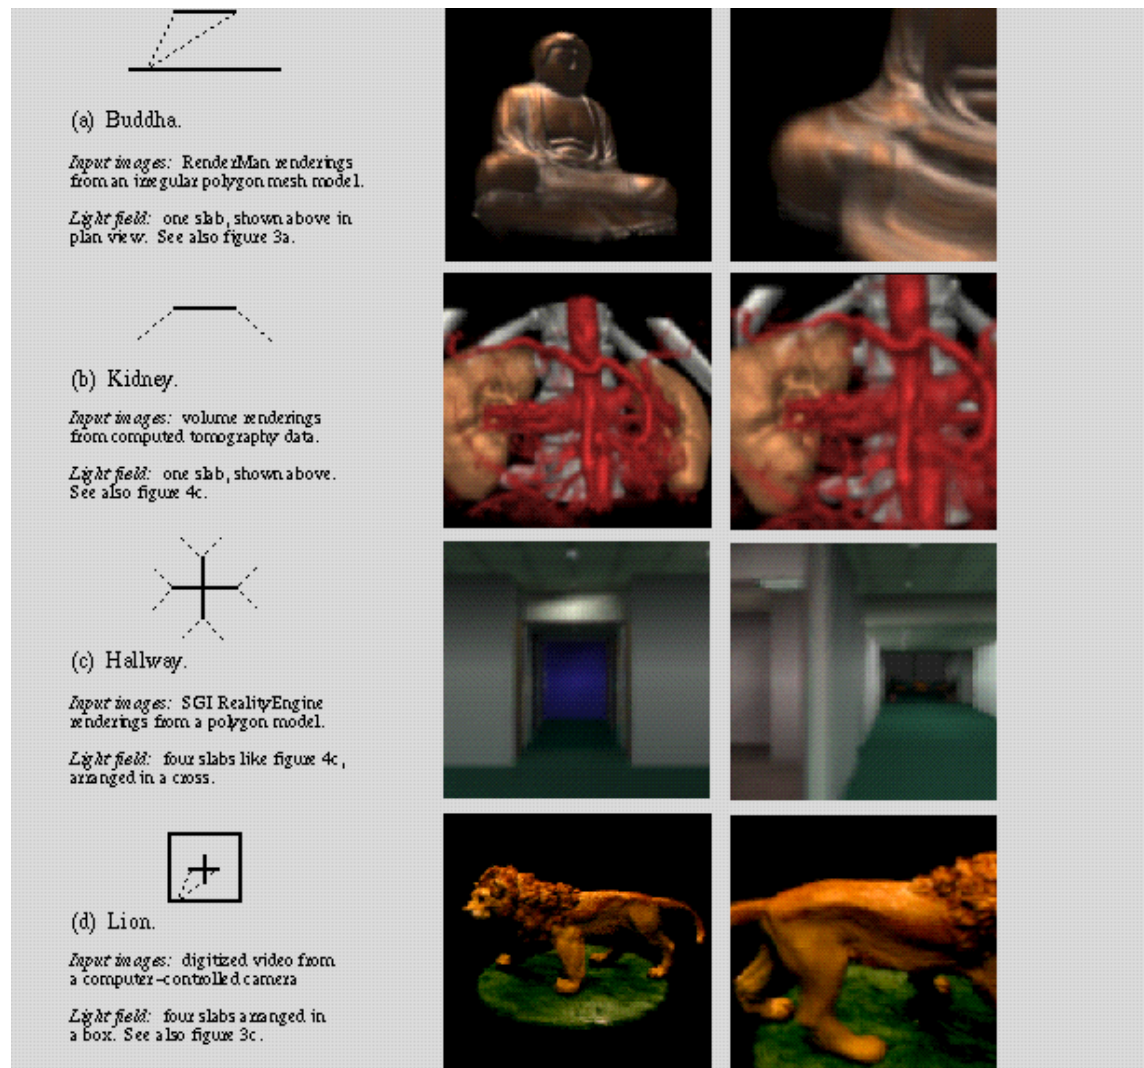 (a) Buddha.
Input images: RenderMan renderings
from an irregular polygon mesh model.
Light field: one slab, shown above in
plan view. See also figure 3a.
(b) Kidney.
Input images: volume renderings
from computed tomography data.
Light field: one slab, shown above.
See also figure 4c.
(c) Hallway.
Input images: SGI RealityEngine
renderings from a polygon model.
Light field: four slabs like figure 4c,
arranged in a cross.
(d) Lion.
Input images: digitized video from
a computer-controlled camera
Light field: four slabs arranged in
a box. See also figure 3c.